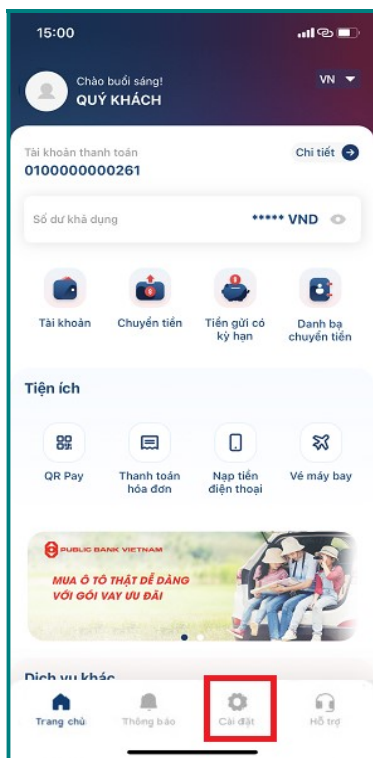 15:00
Chào buổi sáng!
QUÝ KHÁCH
VN
Tài khoản thanh toán
Chi tiết
0100000000261
Số dư khả dụng
***** VND
Tài khoản
Chuyển tiền
Tiền gửi có
kỳ hạn
Danh bạ
chuyển tiền
Tiện ích
QR Pay
Thanh toán
hóa đơn
Nạp tiền
điện thoại
Vé máy bay
PUBLIC BANK VIETNAM
MUA Ô TÔ THẬT DỄ DÀNG
VỚI GÓI VAY ƯU ĐÃI
Dịch vụ khác
Trang chủ
Thông báo
Cài đặt
Hỗ trợ